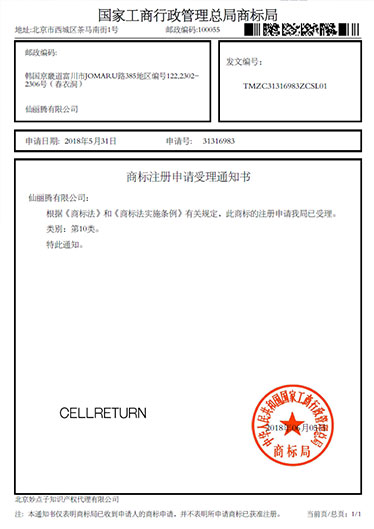 国家工商行政管理总局商标局
地址:北京市西城区茶马南街1号 邮政编码:100055
邮政编码:
韩国京畿道富川市JOMARU路385地区编号122,2302-
2306号(春衣洞)
仙丽腾有限公司
发文编号:
TMZC31316983ZCSL01
申请日期: 2018年5月31日 申请号: 31316983
商标注册申请受理通知书
仙丽腾有限公司:
根据《商标法》和《商标法实施条例》有关规定，此商标的注册申请我局已受理。
类别: 第10类。
特此通知。
CELLRETURN
中华人民共和国国家工商行政管理总局
2018年06月05日
商标局
北京妙点子知识产权代理有限公司
注: 本通知书仅表明商标局已收到申请人的商标申请，并不表明所申请商标已获准注册。 当前页/总页: 1/1